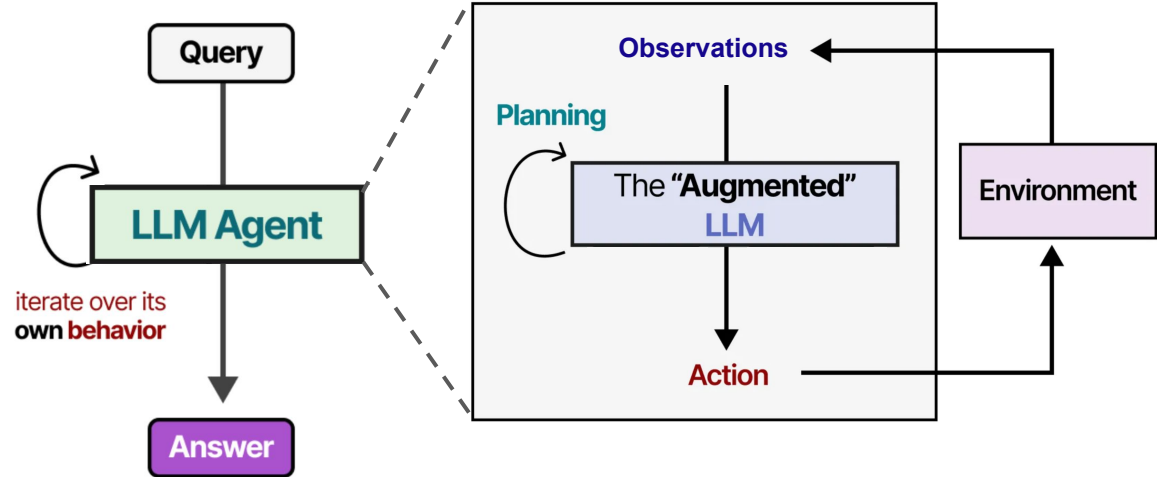 Query
LLM Agent
iterate over its
own behavior
Answer
Observations
Planning
The “Augmented”
LLM
Action
Environment